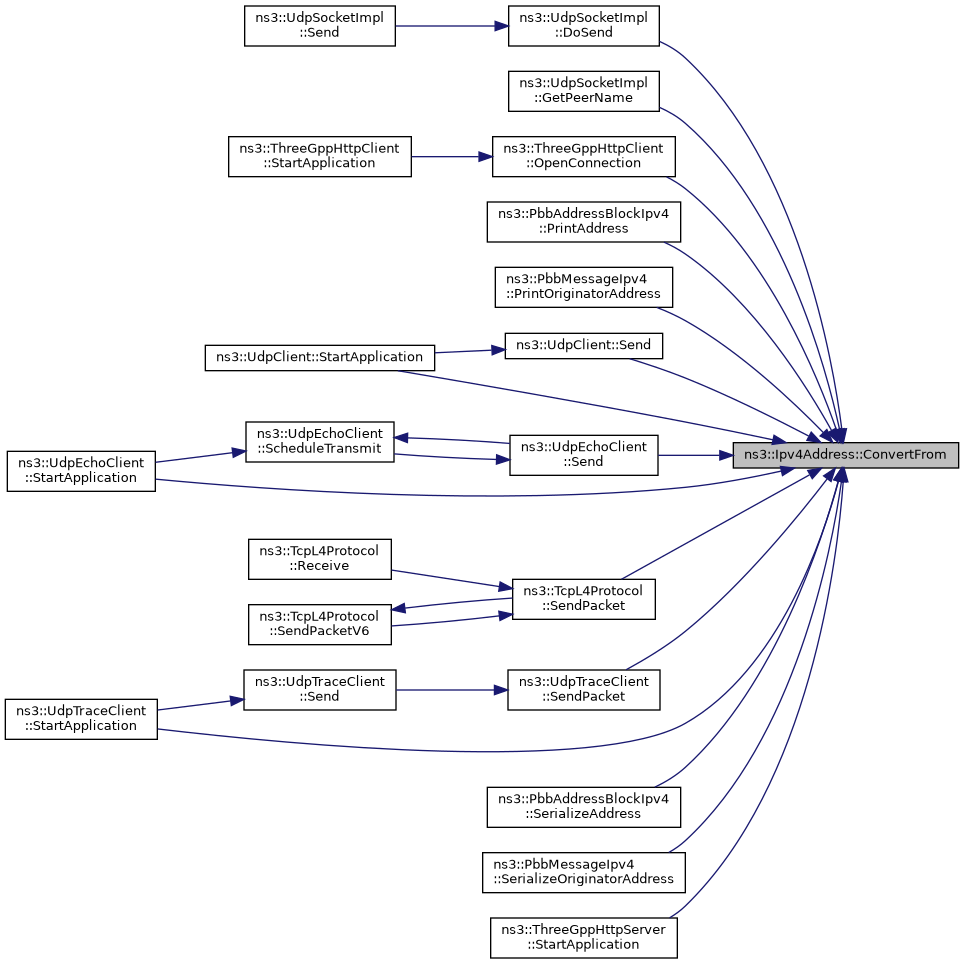 ns3::UdpSocketImpl
::Send
ns3::UdpSocketImpl
::DoSend
ns3::UdpSocketImpl
::GetPeerName
ns3::ThreeGppHttpClient
::StartApplication
ns3::ThreeGppHttpClient
::OpenConnection
ns3::PbbAddressBlockIpv4
::PrintAddress
ns3::PbbMessageIpv4
::PrintOriginatorAddress
ns3::UdpClient::StartApplication
ns3::UdpClient::Send
ns3::UdpEchoClient
::StartApplication
ns3::UdpEchoClient
::ScheduleTransmit
ns3::UdpEchoClient
::Send
ns3::Ipv4Address::ConvertFrom
ns3::TcpL4Protocol
::Receive
ns3::TcpL4Protocol
::SendPacketV6
ns3::TcpL4Protocol
::SendPacket
ns3::UdpTraceClient
::StartApplication
ns3::UdpTraceClient
::Send
ns3::UdpTraceClient
::SendPacket
ns3::PbbAddressBlockIpv4
::SerializeAddress
ns3::PbbMessageIpv4
::SerializeOriginatorAddress
ns3::ThreeGppHttpServer
::StartApplication